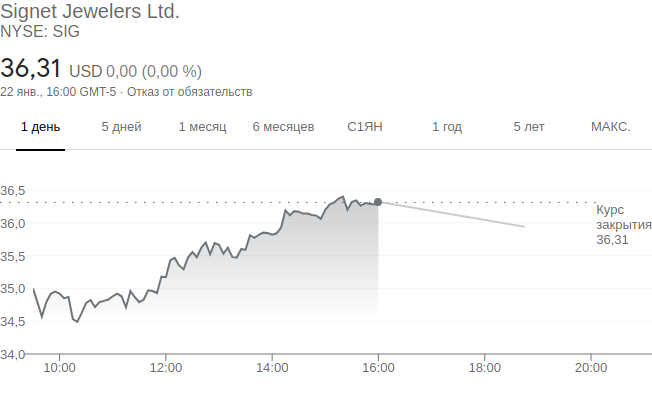 Signet Jewelers Ltd.
NYSE: SIG
36,31 USD 0,00 (0,00 %)
22 янв., 16:00 GMT-5 · Отказ от обязательств
1 день 5 дней 1 месяц 6 месяцев С1ЯН 1 год 5 лет МАКС.
36,5
36,0
35,5
35,0
34,5
34,0
Курс
закрытия
36,31
10:00 12:00 14:00 16:00 18:00 20:00